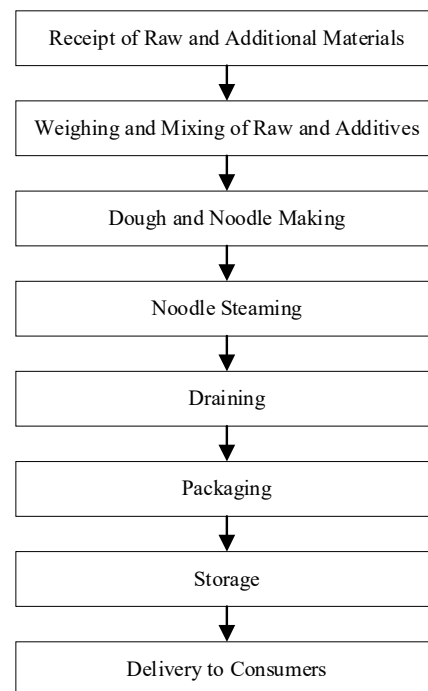 Receipt of Raw and Additional Materials
Weighing and Mixing of Raw and Additives
Dough and Noodle Making
Noodle Steaming
Draining
Packaging
Storage
Delivery to Consumers